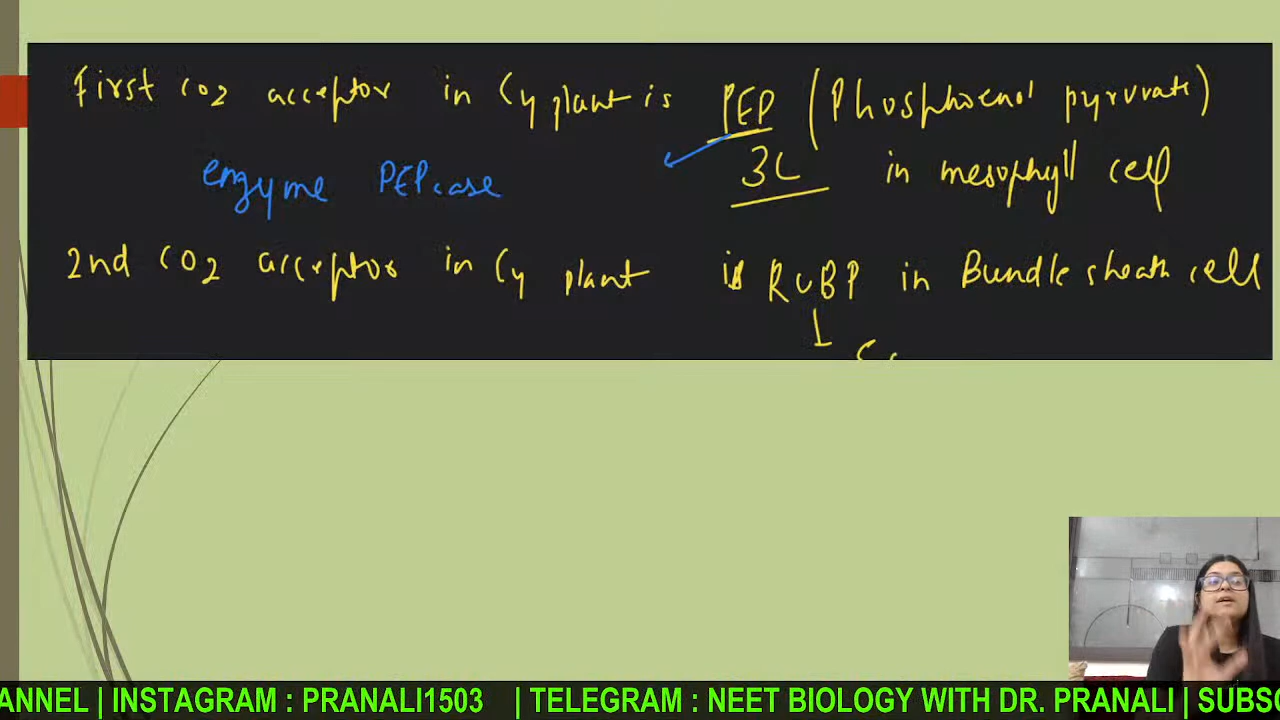 First CO2 acceptor in C4 plant is PEP (Phosphoenol pyruvate)
enzyme PEPcase 3C in mesophyll cell
2nd CO2 acceptor in C4 plant is RUBP in Bundle sheath cell
ANNEL | INSTAGRAM : PRANALI1503 | TELEGRAM : NEET BIOLOGY WITH DR. PRANALI | SUBSC